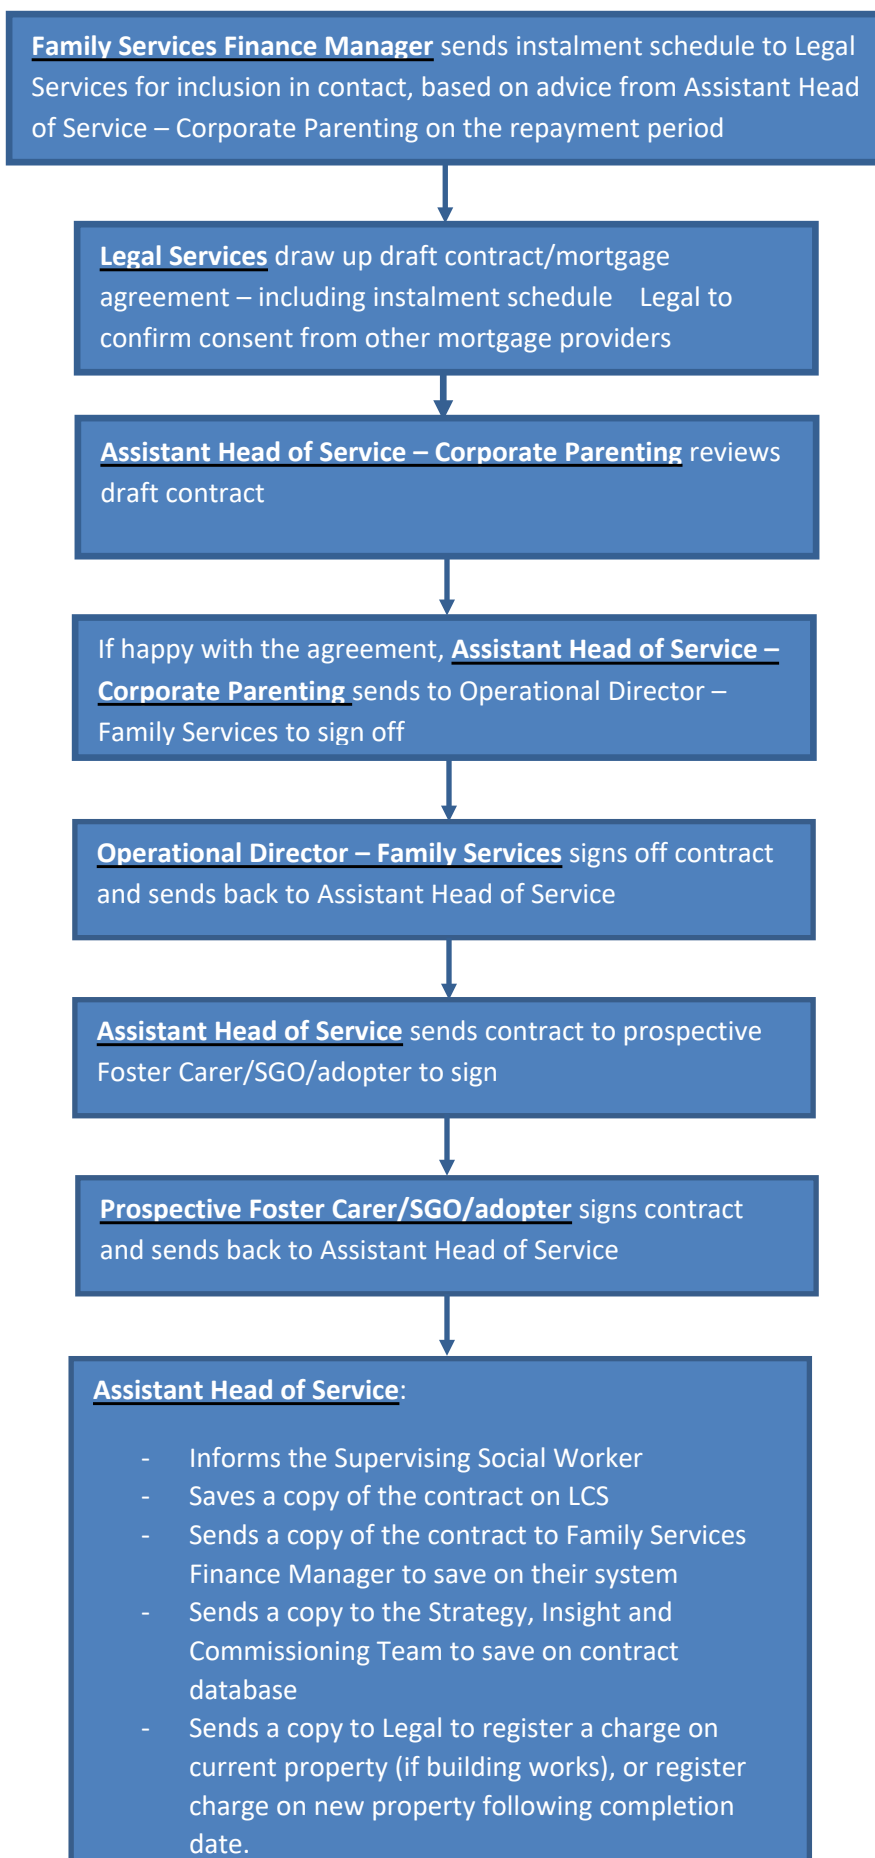 Family Services Finance Manager sends instalment schedule to Legal
Services for inclusion in contact, based on advice from Assistant Head
of Service – Corporate Parenting on the repayment period
Legal Services draw up draft contract/mortgage
agreement – including instalment schedule    Legal to
confirm consent from other mortgage providers
Assistant Head of Service – Corporate Parenting reviews
draft contract
If happy with the agreement, Assistant Head of Service –
Corporate Parenting sends to Operational Director –
Family Services to sign off
Operational Director – Family Services signs off contract
and sends back to Assistant Head of Service
Assistant Head of Service sends contract to prospective
Foster Carer/SGO/adopter to sign
Prospective Foster Carer/SGO/adopter signs contract
and sends back to Assistant Head of Service
Assistant Head of Service:
- Informs the Supervising Social Worker
- Saves a copy of the contract on LCS
- Sends a copy of the contract to Family Services
Finance Manager to save on their system
- Sends a copy to the Strategy, Insight and
Commissioning Team to save on contract
database
- Sends a copy to Legal to register a charge on
current property (if building works), or register
charge on new property following completion
date.